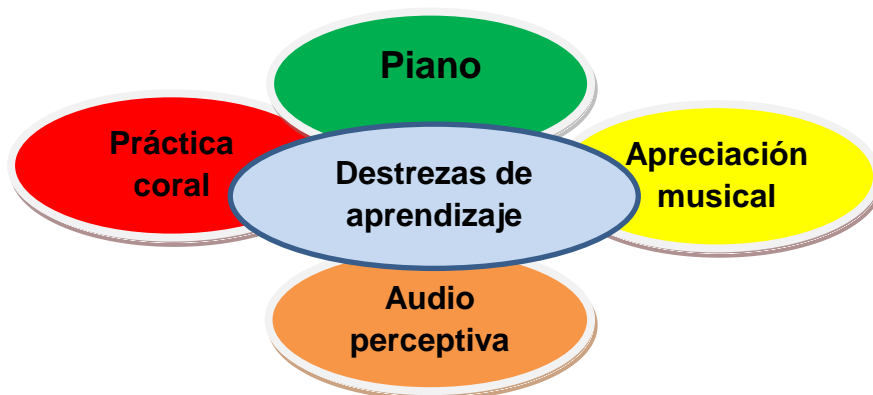 Piano
Práctica
coral
Destrezas de
aprendizaje
Apreciación
musical
Audio
perceptiva